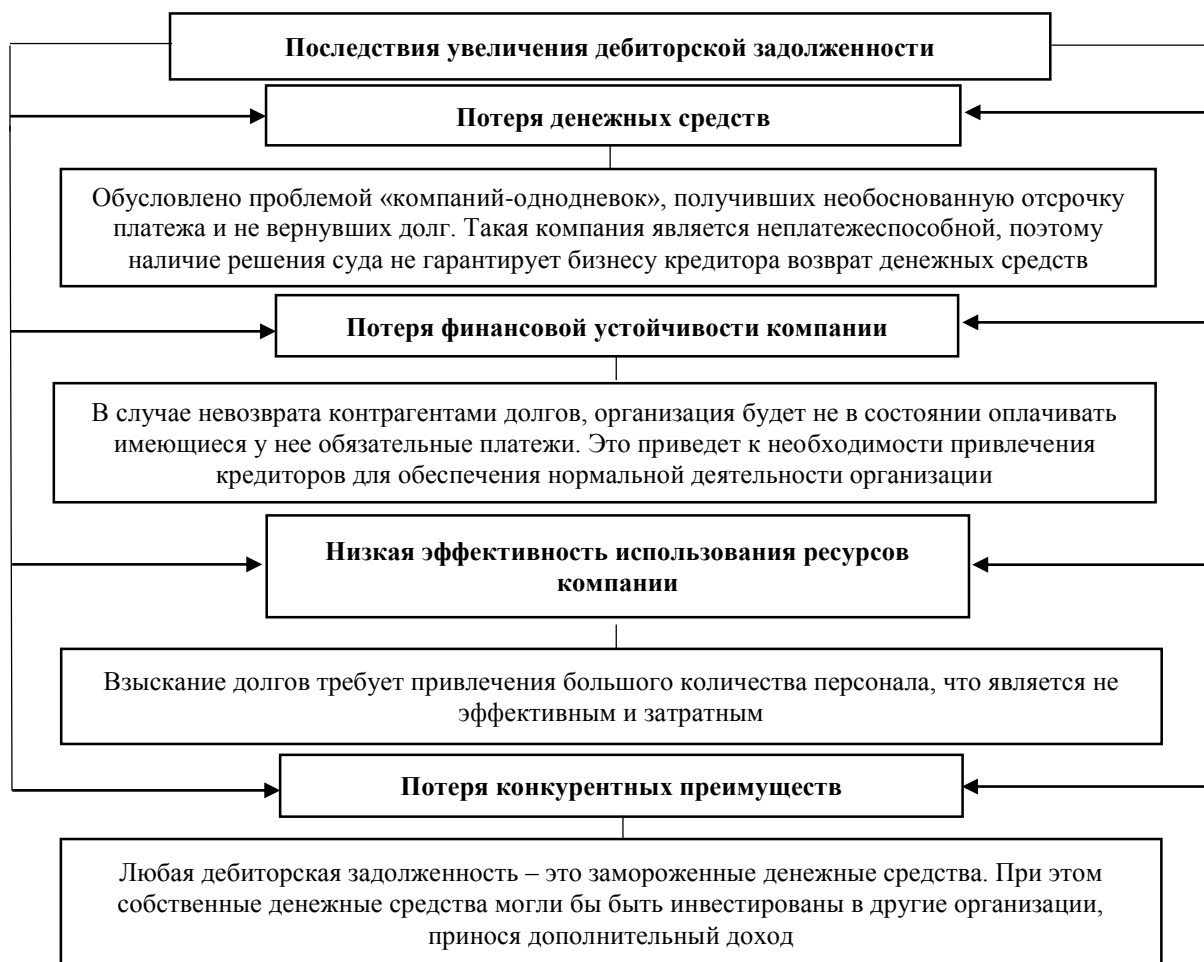 Последствия увеличения дебиторской задолженности
Потеря денежных средств
Обусловлено проблемой «компаний-однодневок», получивших необоснованную отсрочку
платежа и не вернувших долг. Такая компания является неплатежеспособной, поэтому
наличие решения суда не гарантирует бизнесу кредитора возврат денежных средств
Потеря финансовой устойчивости компании
В случае невозврата контрагентами долгов, организация будет не в состоянии оплачивать
имеющиеся у нее обязательные платежи. Это приведет к необходимости привлечения
кредиторов для обеспечения нормальной деятельности организации
Низкая эффективность использования ресурсов
компании
Взыскание долгов требует привлечения большого количества персонала, что является не
эффективным и затратным
Потеря конкурентных преимуществ
Любая дебиторская задолженность – это замороженные денежные средства. При этом
собственные денежные средства могли бы быть инвестированы в другие организации,
принося дополнительный доход